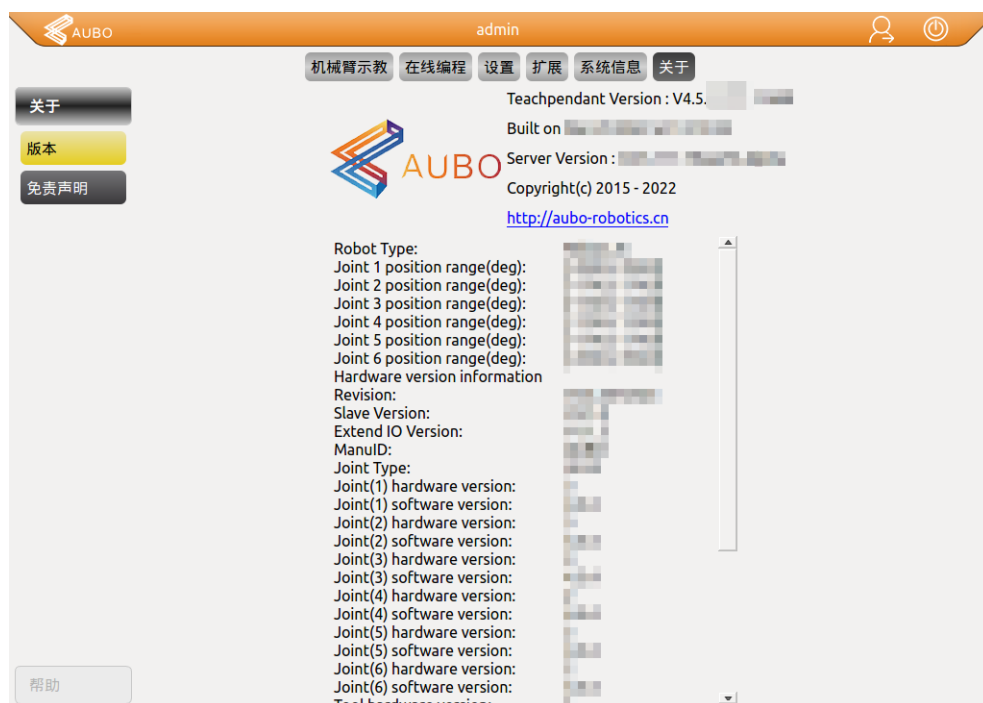 AUBO
admin
机械臂示教 在线编程 设置 扩展 系统信息 关于
关于
版本
免责声明
AUBO
Teachpendant Version : V4.5.
Built on
Server Version :
Copyright(c) 2015 - 2022
http://aubo-robotics.cn
Robot Type:
Joint 1 position range(deg):
Joint 2 position range(deg):
Joint 3 position range(deg):
Joint 4 position range(deg):
Joint 5 position range(deg):
Joint 6 position range(deg):
Hardware version information
Revision:
Slave Version:
Extend IO Version:
ManuID:
Joint Type:
Joint(1) hardware version:
Joint(1) software version:
Joint(2) hardware version:
Joint(2) software version:
Joint(3) hardware version:
Joint(3) software version:
Joint(4) hardware version:
Joint(4) software version:
Joint(5) hardware version:
Joint(5) software version:
Joint(6) hardware version:
Joint(6) software version:
帮助